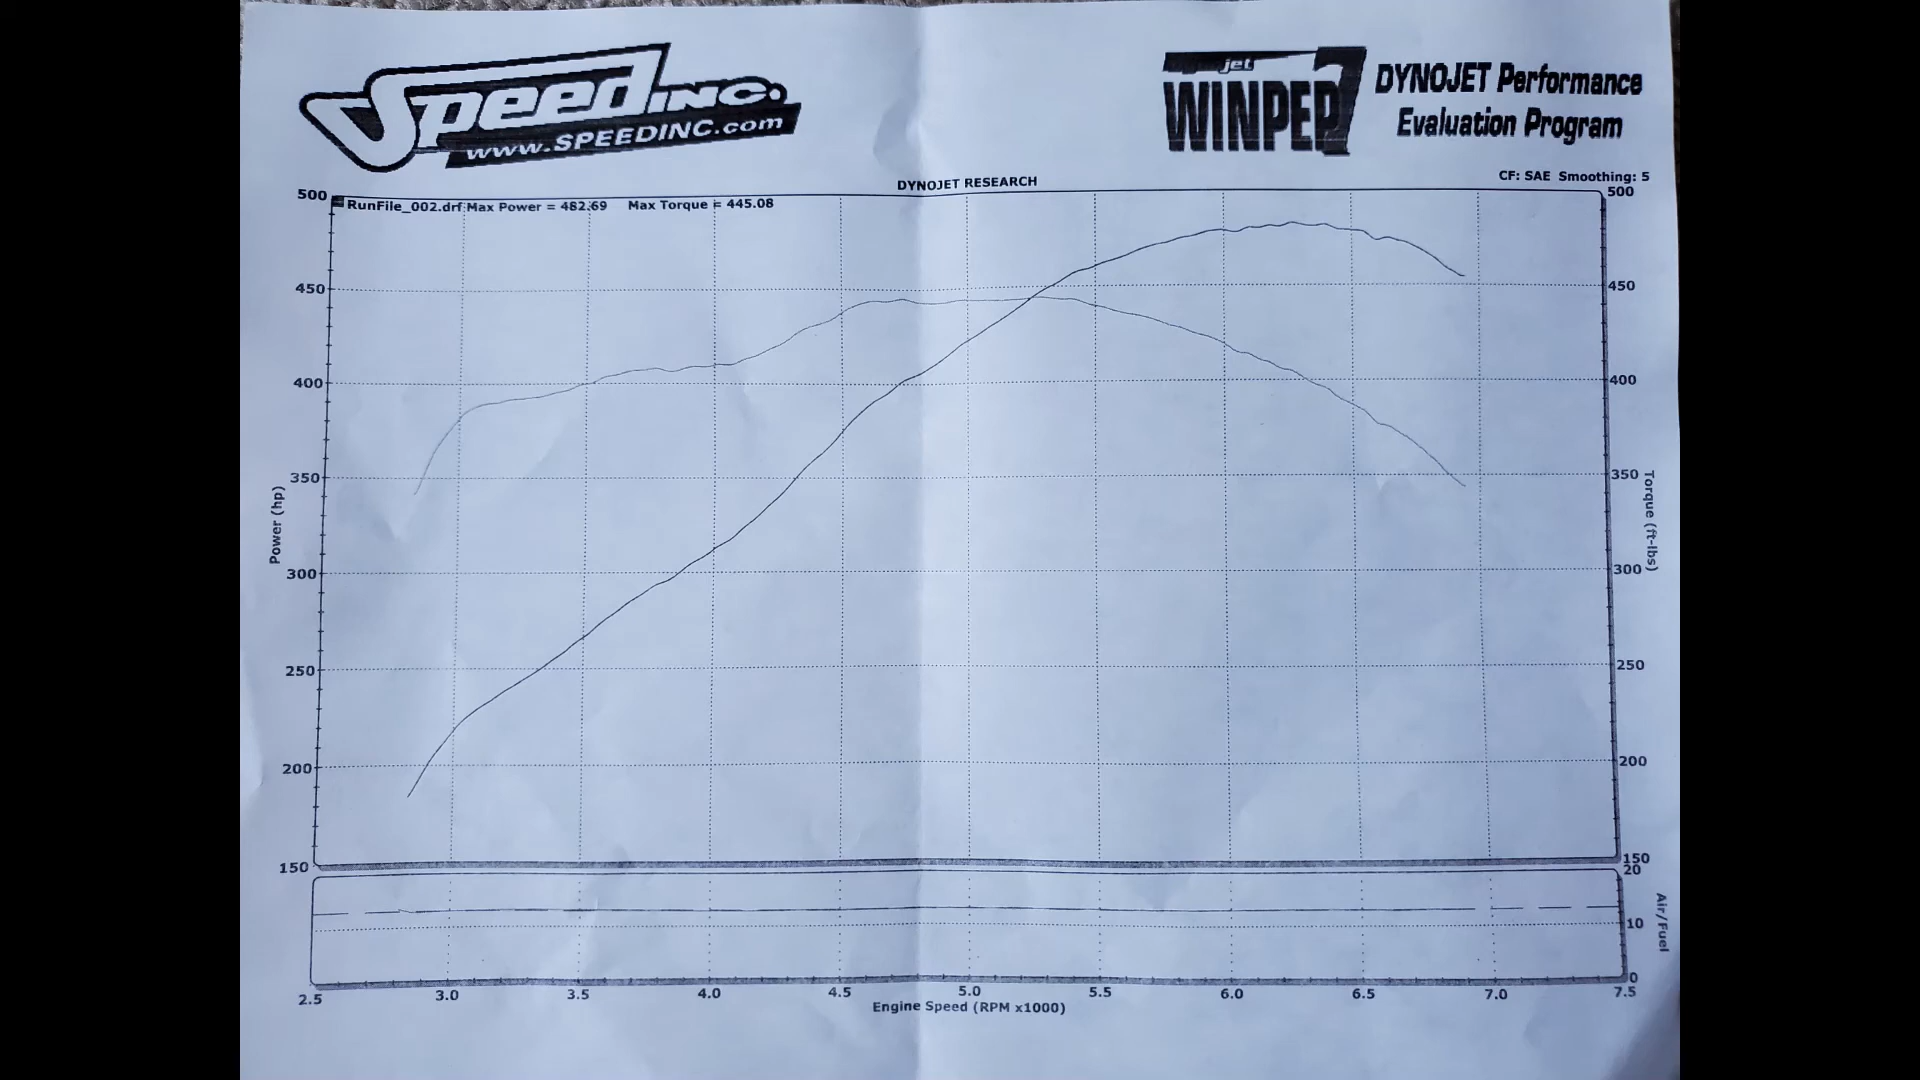 Speed INC.
www.SPEEDINC.com
jet
WINPEP 7
DYNOJET Performance
Evaluation Program
CF: SAE Smoothing: 5
DYNOJET RESEARCH
RunFile_002.drf Max Power = 482.69 Max Torque = 445.08
500
450
400
350
300
250
200
150
Power (hp)
500
450
400
350
300
250
200
150
Torque (ft-lbs)
20
10
0
Air/Fuel
2.5 3.0 3.5 4.0 4.5 5.0 5.5 6.0 6.5 7.0 7.5
Engine Speed (RPM x1000)